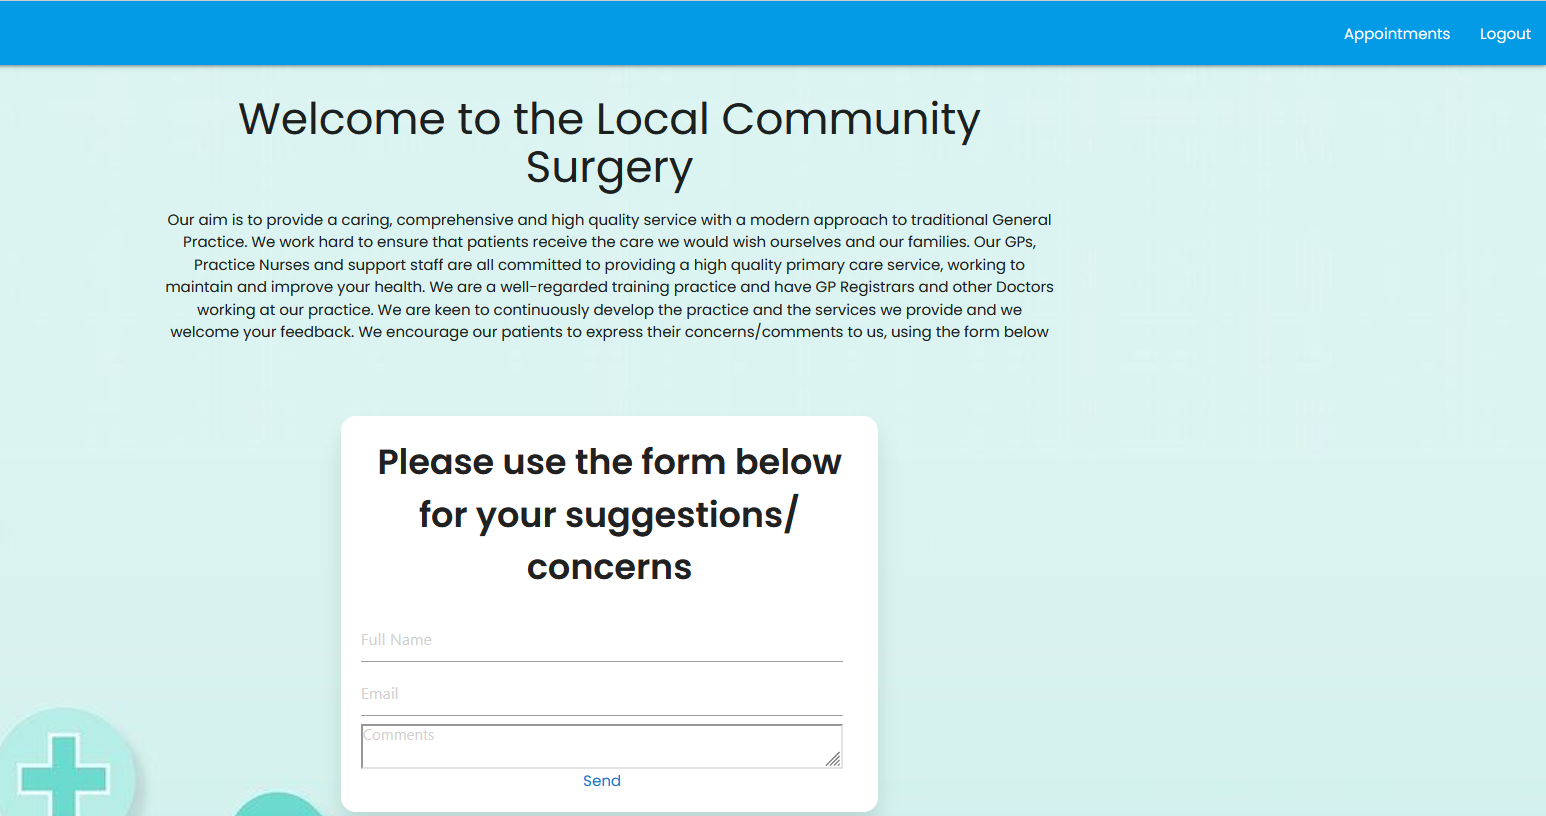 Appointments Logout
Welcome to the Local Community
Surgery
Our aim is to provide a caring, comprehensive and high quality service with a modern approach to traditional General
Practice. We work hard to ensure that patients receive the care we would wish ourselves and our families. Our GPs,
Practice Nurses and support staff are all committed to providing a high quality primary care service, working to
maintain and improve your health. We are a well-regarded training practice and have GP Registrars and other Doctors
working at our practice. We are keen to continuously develop the practice and the services we provide and we
welcome your feedback. We encourage our patients to express their concerns/comments to us, using the form below
Please use the form below
for your suggestions/
concerns
Full Name
Email
Comments
Send